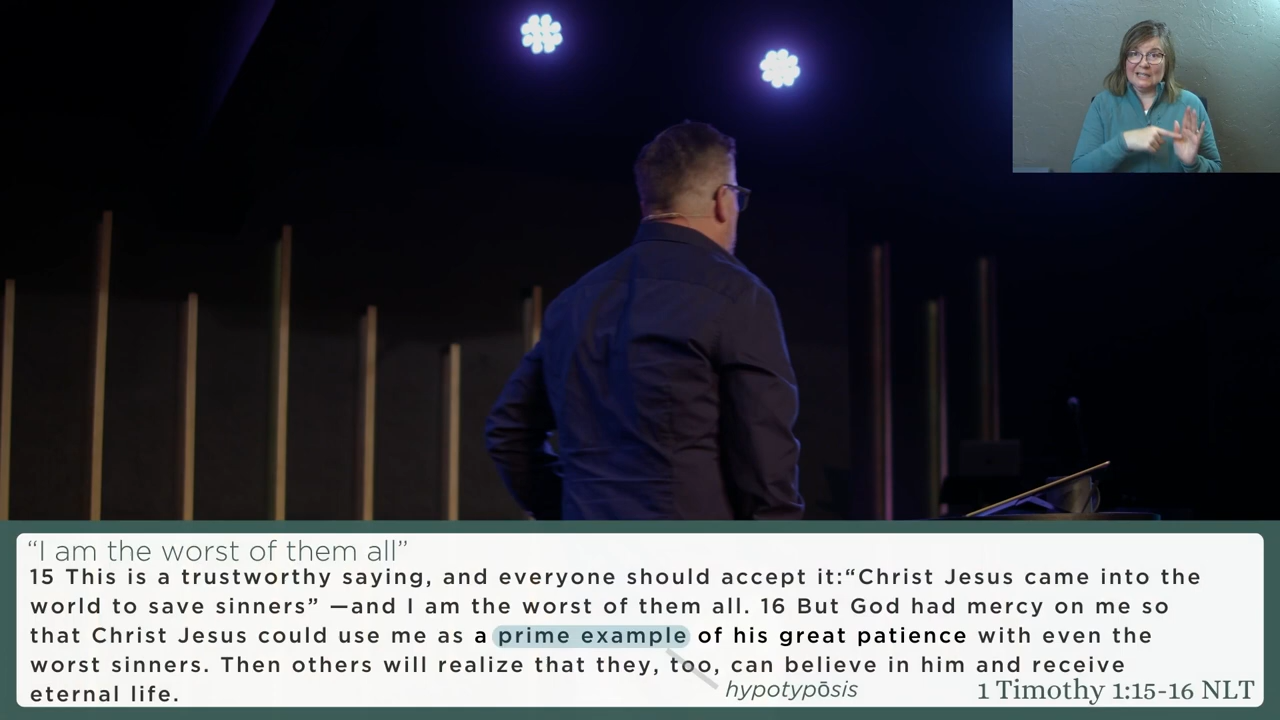 “I am the worst of them all”
15 This is a trustworthy saying, and everyone should accept it:“Christ Jesus came into the
world to save sinners” —and I am the worst of them all. 16 But God had mercy on me so
that Christ Jesus could use me as a prime example of his great patience with even the
worst sinners. Then others will realize that they, too, can believe in him and receive
eternal life.
hypotypōsis
1 Timothy 1:15-16 NLT